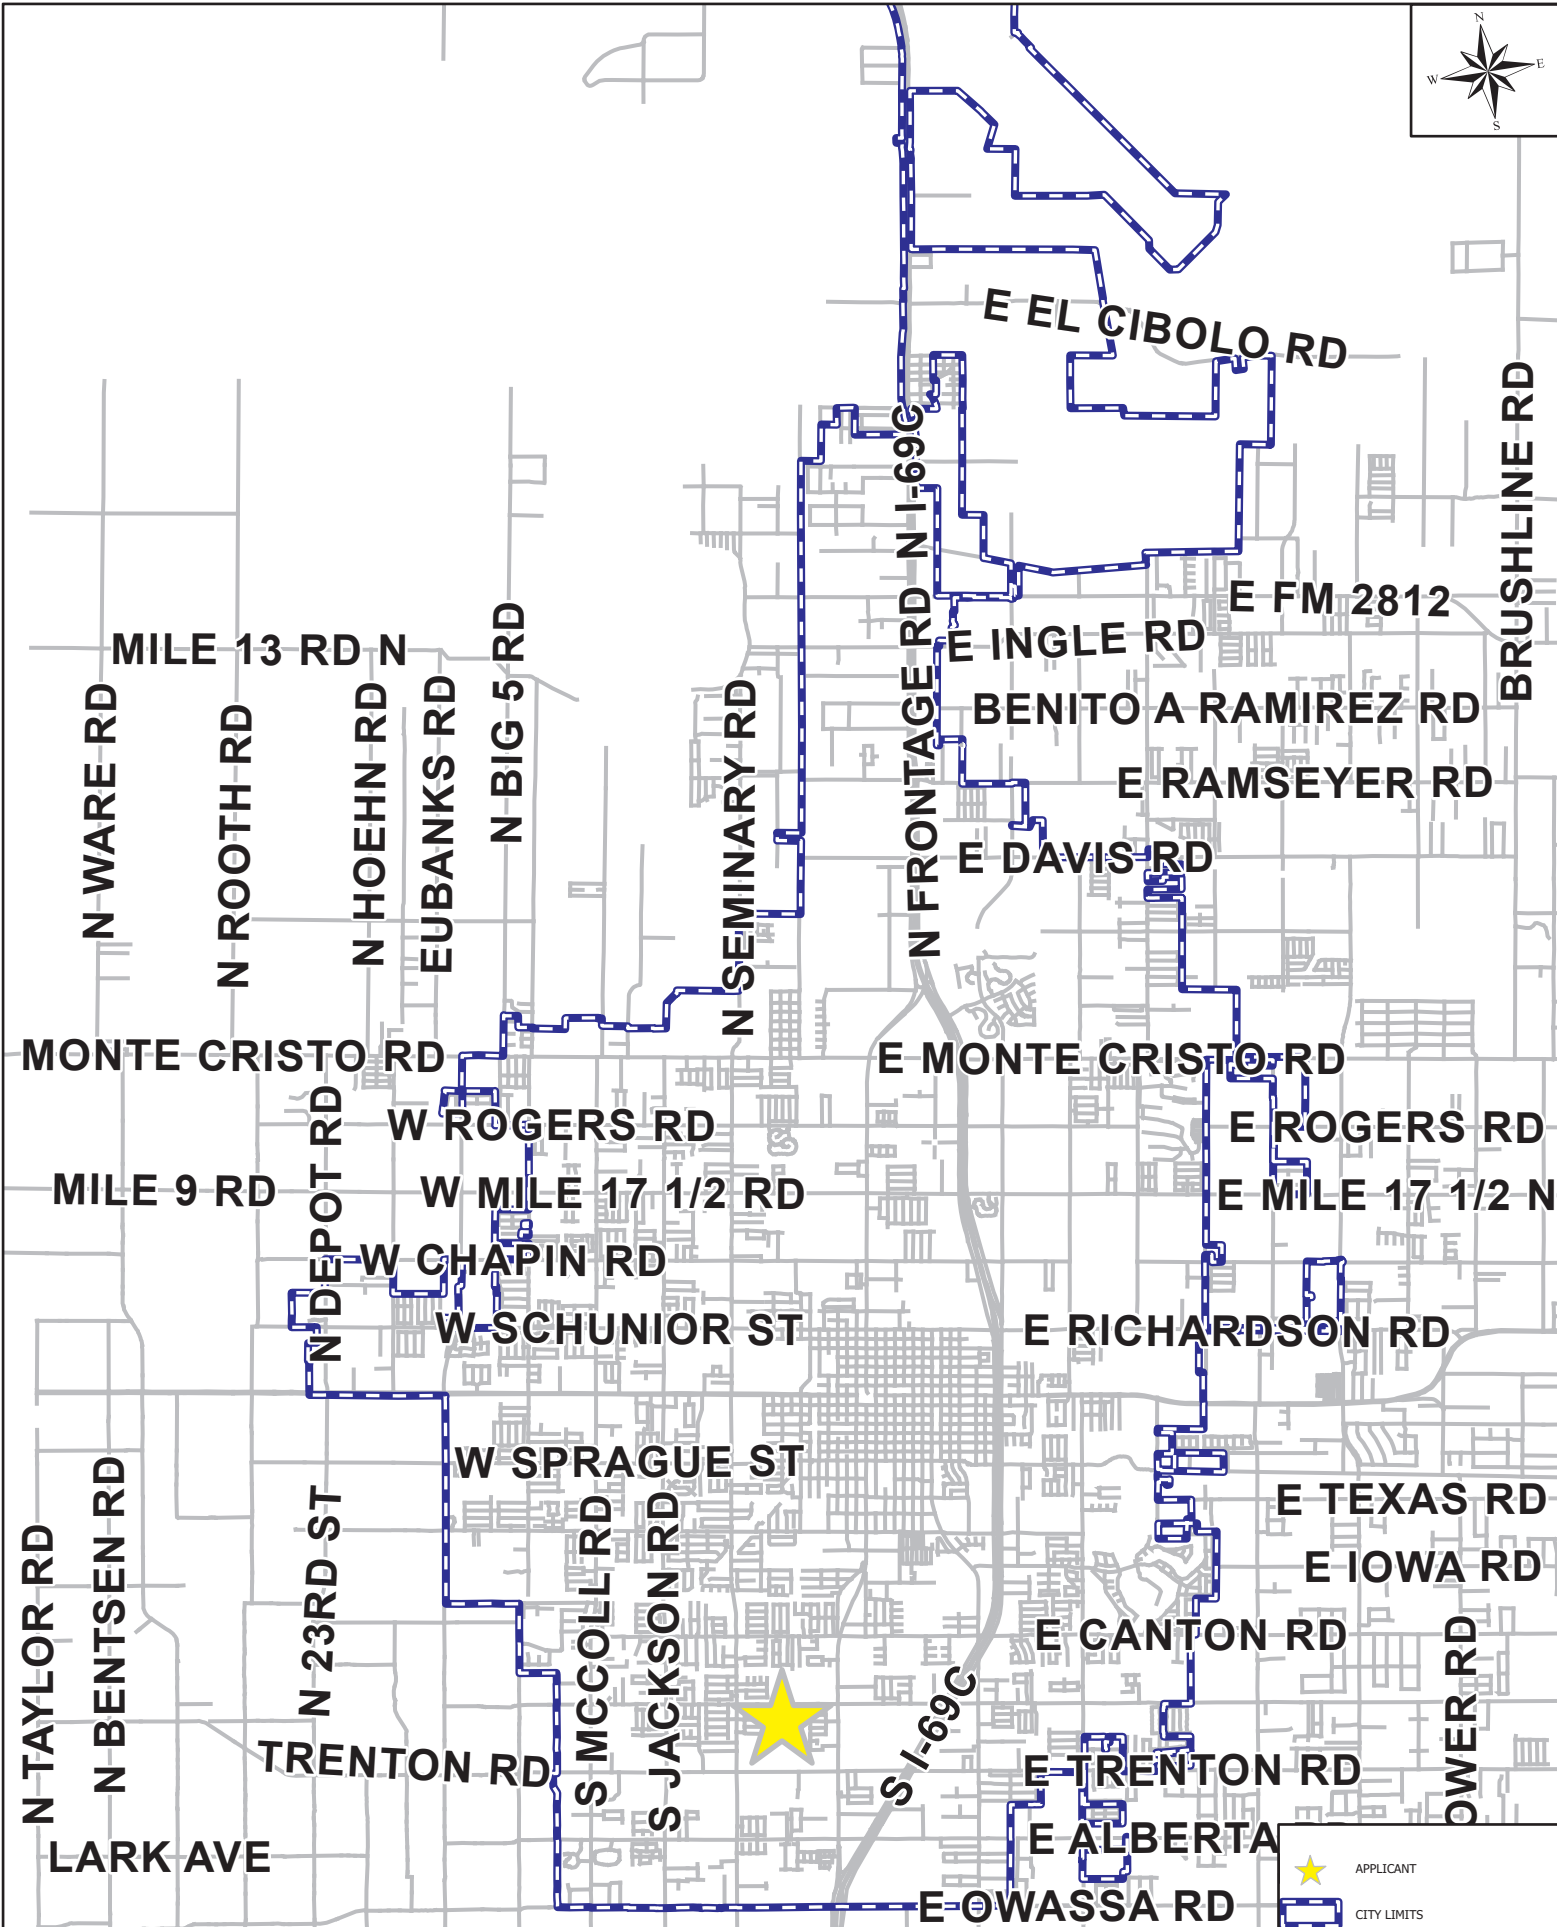 N
W
E
S
E EL CIBOLO RD
BRUSHLINE RD
N I-69C
E FM 2812
E INGLE RD
MILE 13 RD N
N BIG 5 RD
BENITO A RAMIREZ RD
N WARE RD
N ROOTH RD
N HOEHN RD
EUBANKS RD
N SEMINARY RD
N FRONTAGE RD
E RAMSEYER RD
E DAVIS RD
MONTE CRISTO RD
E MONTE CRISTO RD
N DEPOT RD
W ROGERS RD
E ROGERS RD
MILE 9 RD
W MILE 17 1/2 RD
E MILE 17 1/2 N
W CHAPIN RD
W SCHUNIOR ST
E RICHARDSON RD
W SPRAGUE ST
E TEXAS RD
N TAYLOR RD
N BENTSEN RD
N 23RD ST
S MCCOLL RD
S JACKSON RD
E IOWA RD
E CANTON RD
S I-69C
OWER RD
TRENTON RD
E TRENTON RD
LARK AVE
E ALBERTA
E OWASSA RD
APPLICANT
CITY LIMITS